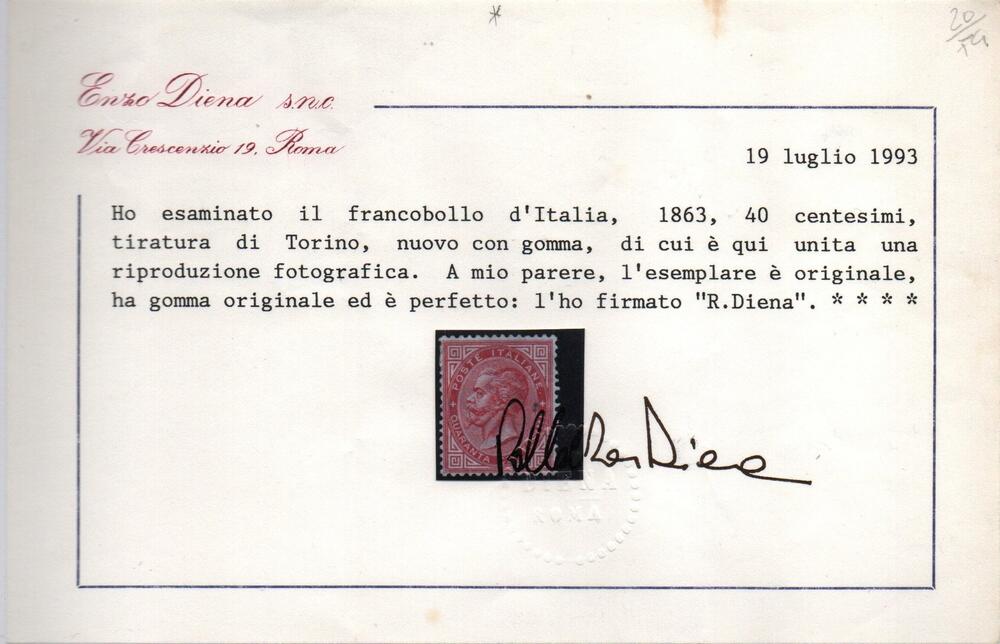 20/
Enzo Diena s.n.c.
Via Crescenzio 19, Roma
19 luglio 1993
Ho esaminato il francobollo d'Italia, 1863, 40 centesimi,
tiratura di Torino, nuovo con gomma, di cui è qui unita una
riproduzione fotografica. A mio parere, l'esemplare è originale,
ha gomma originale ed è perfetto: l'ho firmato "R.Diena". * * * *
POSTE ITALIANE
QUARANTA
Diena